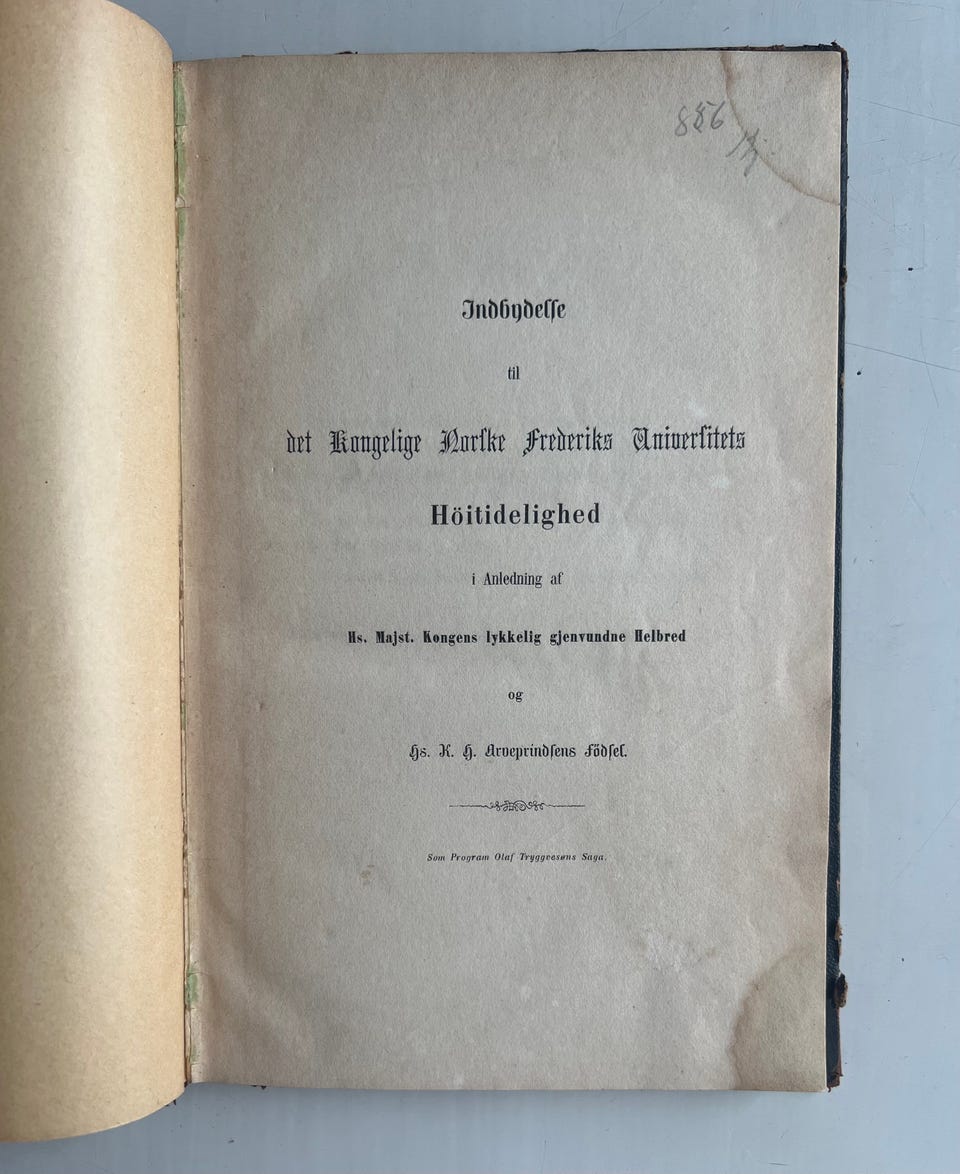 886
Indbydelse
til
det Kongelige Norske Frederiks Universitets
Höitidelighed
i Anledning af
Hs. Majst. Kongens lykkelig gjenvundne Helbred
og
Hs. K. H. Arveprindsens Födsel.
Som Program Olaf Tryggvesøns Saga.